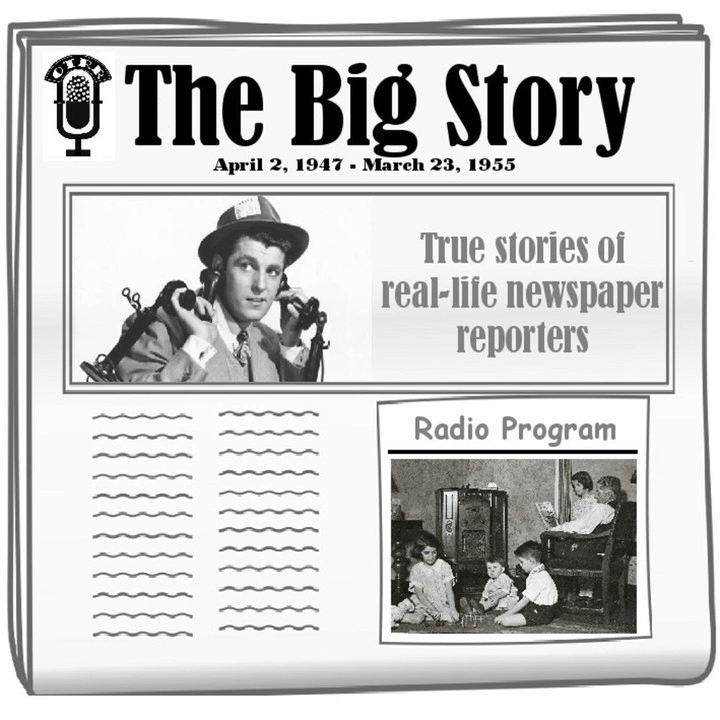 OTRR
The Big Story
April 2, 1947 - March 23, 1955
True stories of
real-life newspaper
reporters
Radio Program